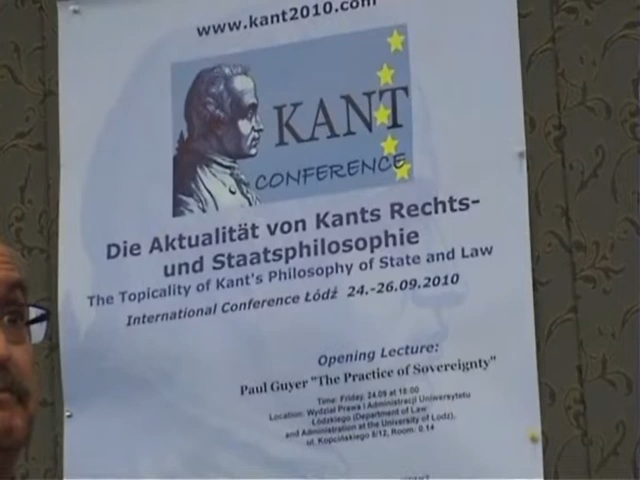 www.kant2010.com
KANT
CONFERENCE
Die Aktualität von Kants Rechts-
und Staatsphilosophie
The Topicality of Kant's Philosophy of State and Law
International Conference Łódź 24.-26.09.2010
Opening Lecture:
Paul Guyer "The Practice of Sovereignty"
Time: Friday, 24.09 at 16:00
Location: Wydział Prawa i Administracji Uniwersytetu
Łódzkiego (Department of Law
and Administration at the University of Lodz),
ul. Kopcińskiego 8/12, Room: 0.14